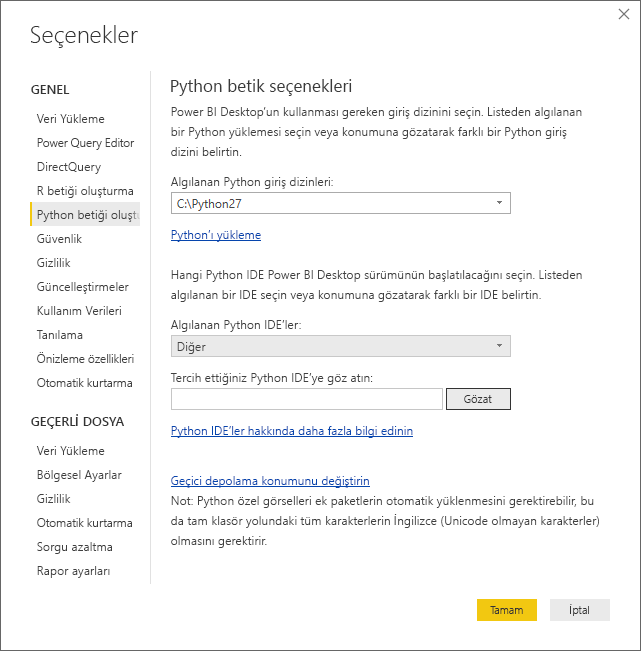 Seçenekler
GENEL
Veri Yükleme
Power Query Editor
DirectQuery
R betiği oluşturma
Python betiği oluştı
Güvenlik
Gizlilik
Güncelleştirmeler
Kullanım Verileri
Tanılama
Önizleme özellikleri
Otomatik kurtarma
GEÇERLİ DOSYA
Veri Yükleme
Bölgesel Ayarlar
Gizlilik
Otomatik kurtarma
Sorgu azaltma
Rapor ayarları
Python betik seçenekleri
Power BI Desktop'un kullanması gereken giriş dizinini seçin. Listeden algılanan
bir Python yüklemesi seçin veya konumuna gözatarak farklı bir Python giriş
dizini belirtin.
Algılanan Python giriş dizinleri:
C:\Python27
Python'ı yükleme
Hangi Python IDE Power BI Desktop sürümünün başlatılacağını seçin. Listeden
algılanan bir IDE seçin veya konumuna gözatarak farklı bir IDE belirtin.
Algılanan Python IDE'ler:
Diğer
Tercih ettiğiniz Python IDE'ye göz atın:
Gözat
Python IDE'ler hakkında daha fazla bilgi edinin
Geçici depolama konumunu değiştirin
Not: Python özel görselleri ek paketlerin otomatik yüklenmesini gerektirebilir, bu
da tam klasör yolundaki tüm karakterlerin İngilizce (Unicode olmayan karakterler)
olmasını gerektirir.
Tamam
İptal